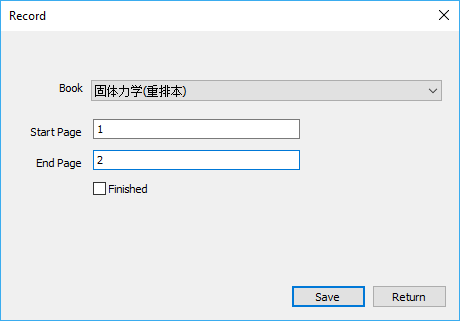 Record
Book
固体力学(重排本)
Start Page
1
End Page
2
Finished
Save
Return